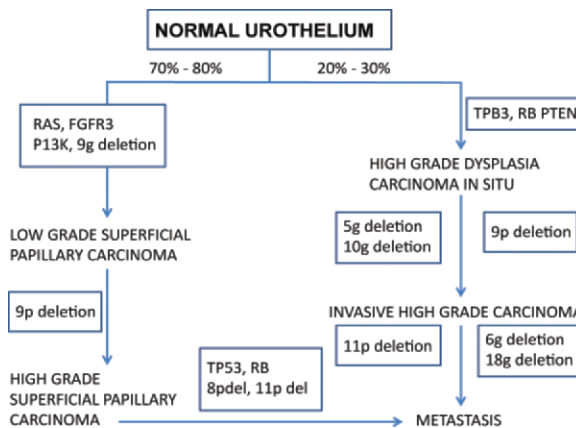 NORMAL UROTHELIUM
70% - 80%
20% - 30%
RAS, FGFR3
P13K, 9g deletion
TPB3, RB PTEN
HIGH GRADE DYSPLASIA
CARCINOMA IN SITU
LOW GRADE SUPERFICIAL
PAPILLARY CARCINOMA
5g deletion
10g deletion
9p deletion
9p deletion
INVASIVE HIGH GRADE CARCINOMA
11p deletion
6g deletion
18g deletion
TP53, RB
8pdel, 11p del
HIGH GRADE
SUPERFICIAL PAPILLARY
CARCINOMA
METASTASIS